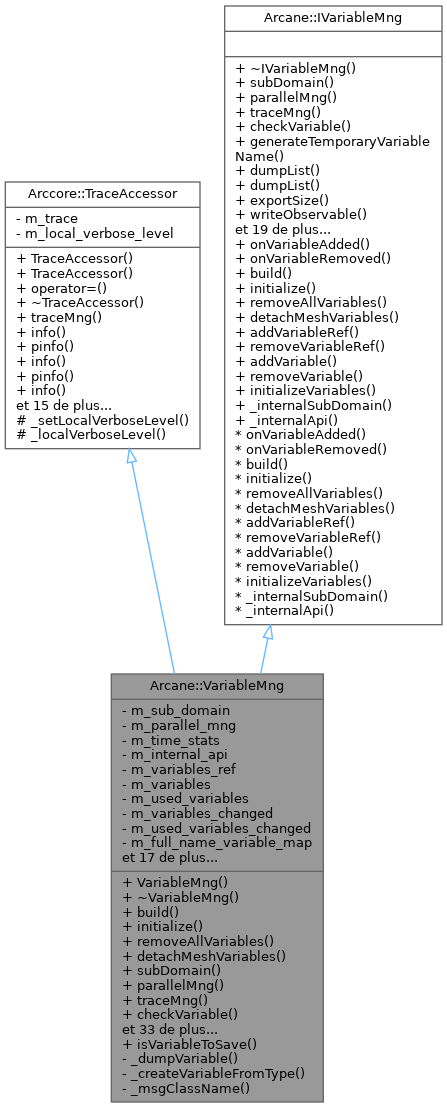 Arcane::IVariableMng
+ ~IVariableMng()
+ subDomain()
+ parallelMng()
+ traceMng()
+ checkVariable()
+ generateTemporaryVariable
Name()
+ dumpList()
+ dumpList()
+ exportSize()
+ writeObservable()
et 19 de plus...
+ onVariableAdded()
+ onVariableRemoved()
+ build()
+ initialize()
+ removeAllVariables()
+ detachMeshVariables()
+ addVariableRef()
+ removeVariableRef()
+ addVariable()
+ removeVariable()
+ initializeVariables()
+ _internalSubDomain()
+ _internalApi()
* onVariableAdded()
* onVariableRemoved()
* build()
* initialize()
* removeAllVariables()
* detachMeshVariables()
* addVariableRef()
* removeVariableRef()
* addVariable()
* removeVariable()
* initializeVariables()
* _internalSubDomain()
* _internalApi()
Arccore::TraceAccessor
- m_trace
- m_local_verbose_level
+ TraceAccessor()
+ TraceAccessor()
+ operator=()
+ ~TraceAccessor()
+ traceMng()
+ info()
+ pinfo()
+ info()
+ pinfo()
+ info()
et 15 de plus...
# _setLocalVerboseLevel()
# _localVerboseLevel()
Arcane::VariableMng
- m_sub_domain
- m_parallel_mng
- m_time_stats
- m_internal_api
- m_variables_ref
- m_variables
- m_used_variables
- m_variables_changed
- m_used_variables_changed
- m_full_name_variable_map
et 17 de plus...
+ VariableMng()
+ ~VariableMng()
+ build()
+ initialize()
+ removeAllVariables()
+ detachMeshVariables()
+ subDomain()
+ parallelMng()
+ traceMng()
+ checkVariable()
et 33 de plus...
+ isVariableToSave()
- _dumpVariable()
- _createVariableFromType()
- _msgClassName()